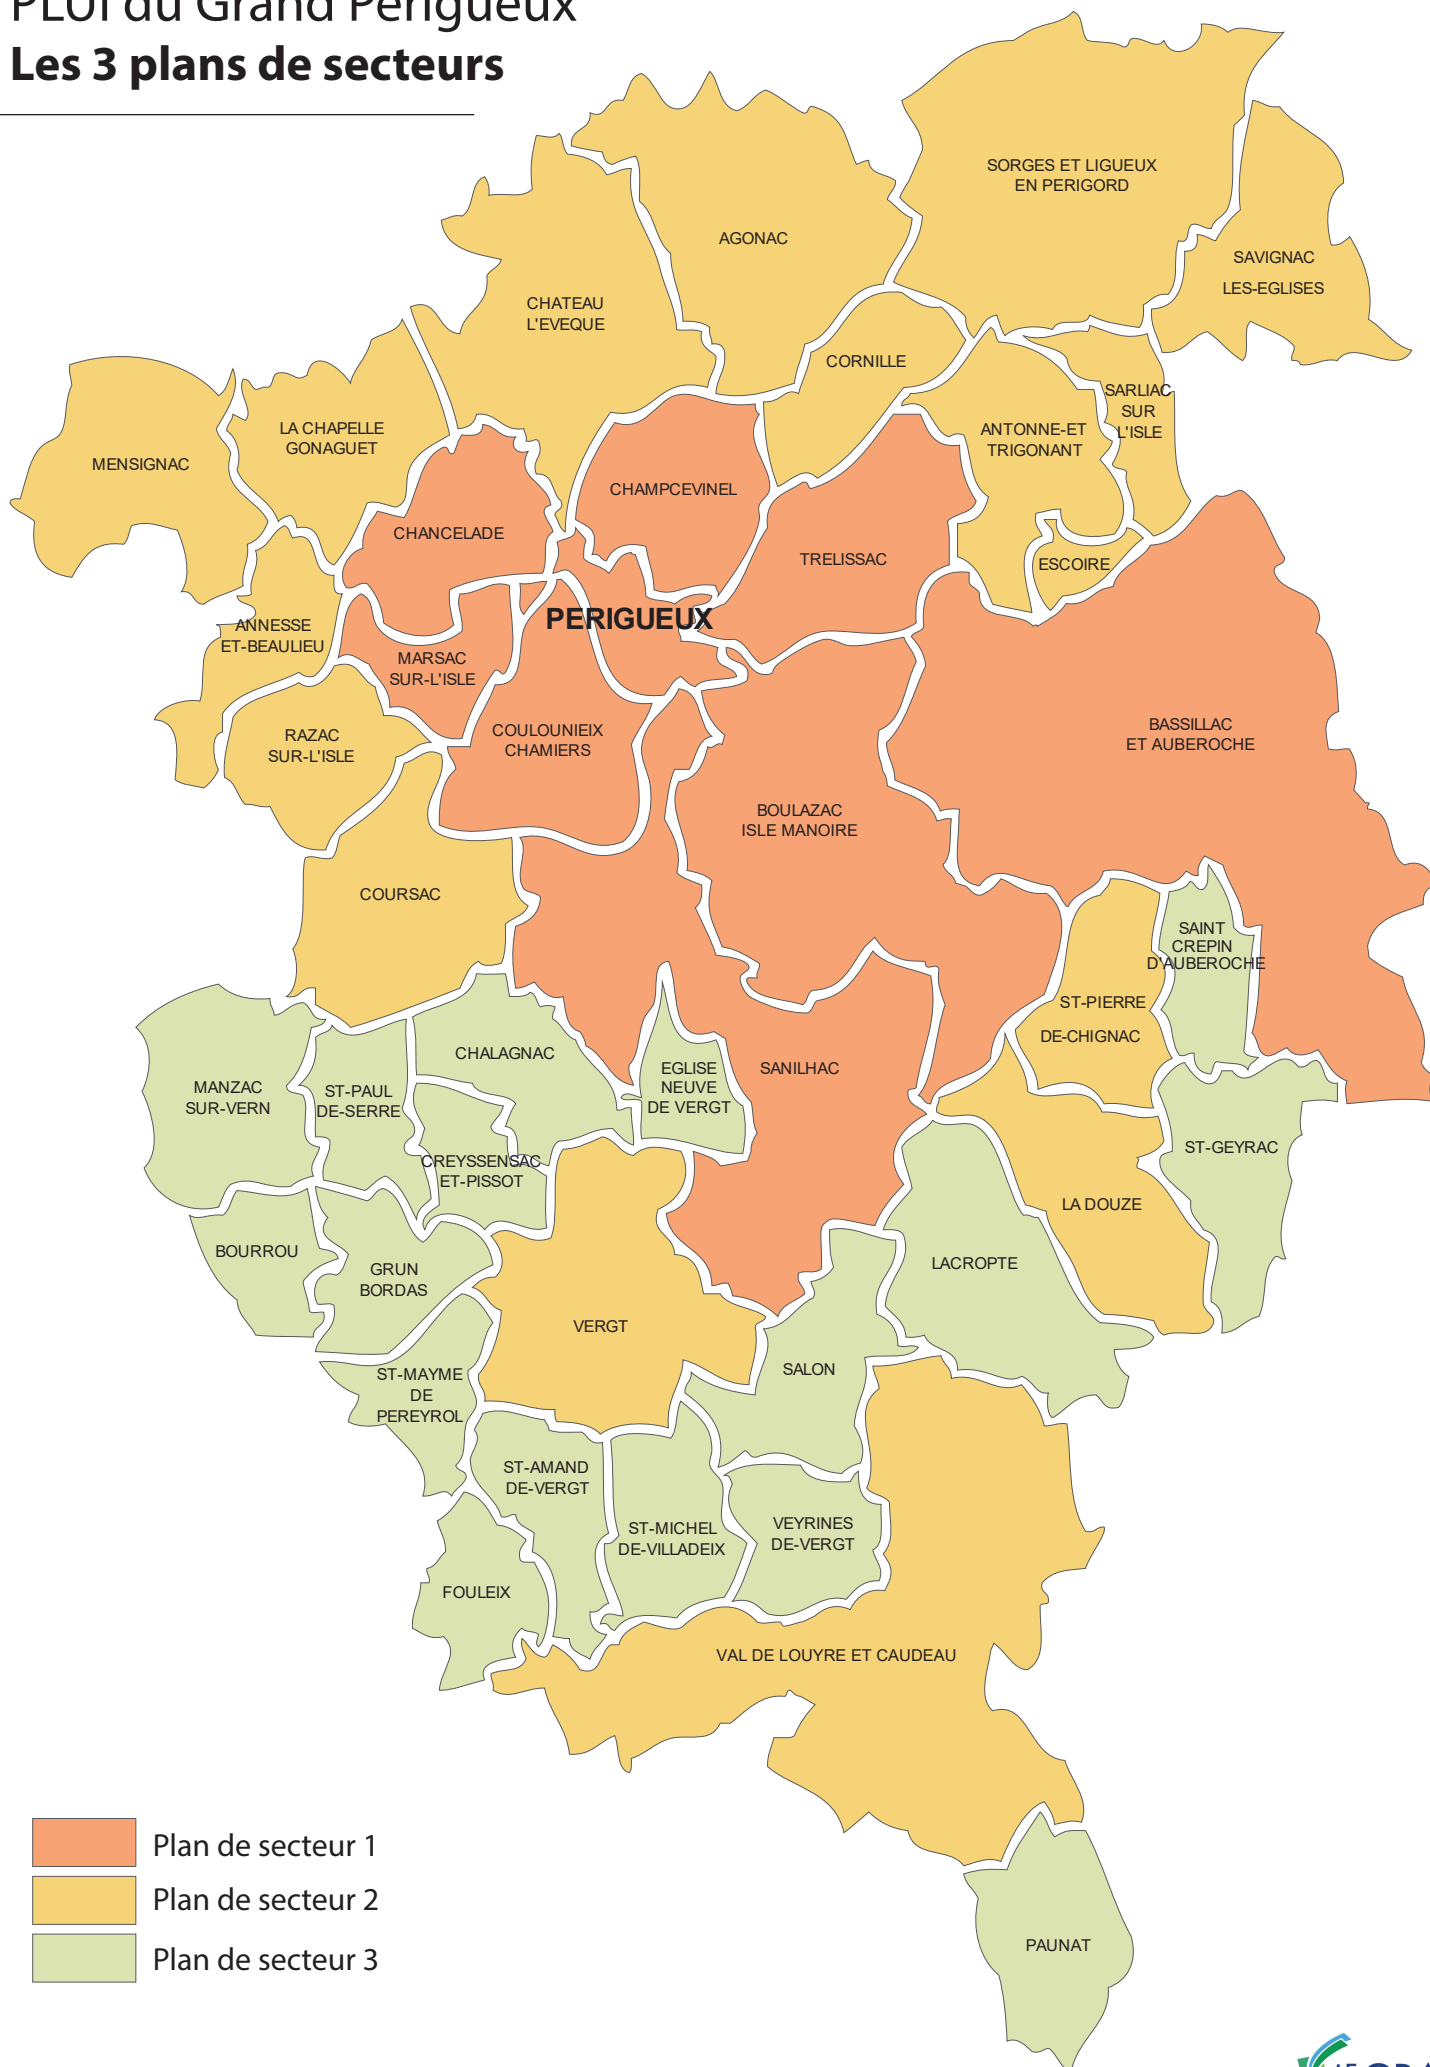 PLUi du Grand Périgueux
Les 3 plans de secteurs
SORGES ET LIGUEUX
EN PERIGORD
AGONAC
SAVIGNAC
LES-EGLISES
CHATEAU
L'EVEQUE
CORNILLE
SARLIAC
SUR
L'ISLE
LA CHAPELLE
GONAGUET
ANTONNE-ET
TRIGONANT
MENSIGNAC
CHAMPCEVINEL
CHANCELADE
TRELISSAC
ESCOIRE
PERIGUEUX
ANNESSE
ET-BEAULIEU
MARSAC
SUR-L'ISLE
RAZAC
SUR-L'ISLE
COULOUNIEIX
CHAMIERS
BASSILLAC
ET AUBEROCHE
BOULAZAC
ISLE MANOIRE
COURSAC
SAINT
CREPIN
D'AUBEROCHE
ST-PIERRE
DE-CHIGNAC
CHALAGNAC
EGLISE
NEUVE
DE VERGT
SANILHAC
MANZAC
SUR-VERN
ST-PAUL
DE-SERRE
CREYSSENSAC
ET-PISSOT
ST-GEYRAC
LA DOUZE
BOURROU
GRUN
BORDAS
LACROPTE
VERGT
SALON
ST-MAYME
DE
PEREYROL
ST-AMAND
DE-VERGT
ST-MICHEL
DE-VILLADEIX
VEYRINES
DE-VERGT
FOULEIX
VAL DE LOUYRE ET CAUDEAU
Plan de secteur 1
Plan de secteur 2
Plan de secteur 3
PAUNAT